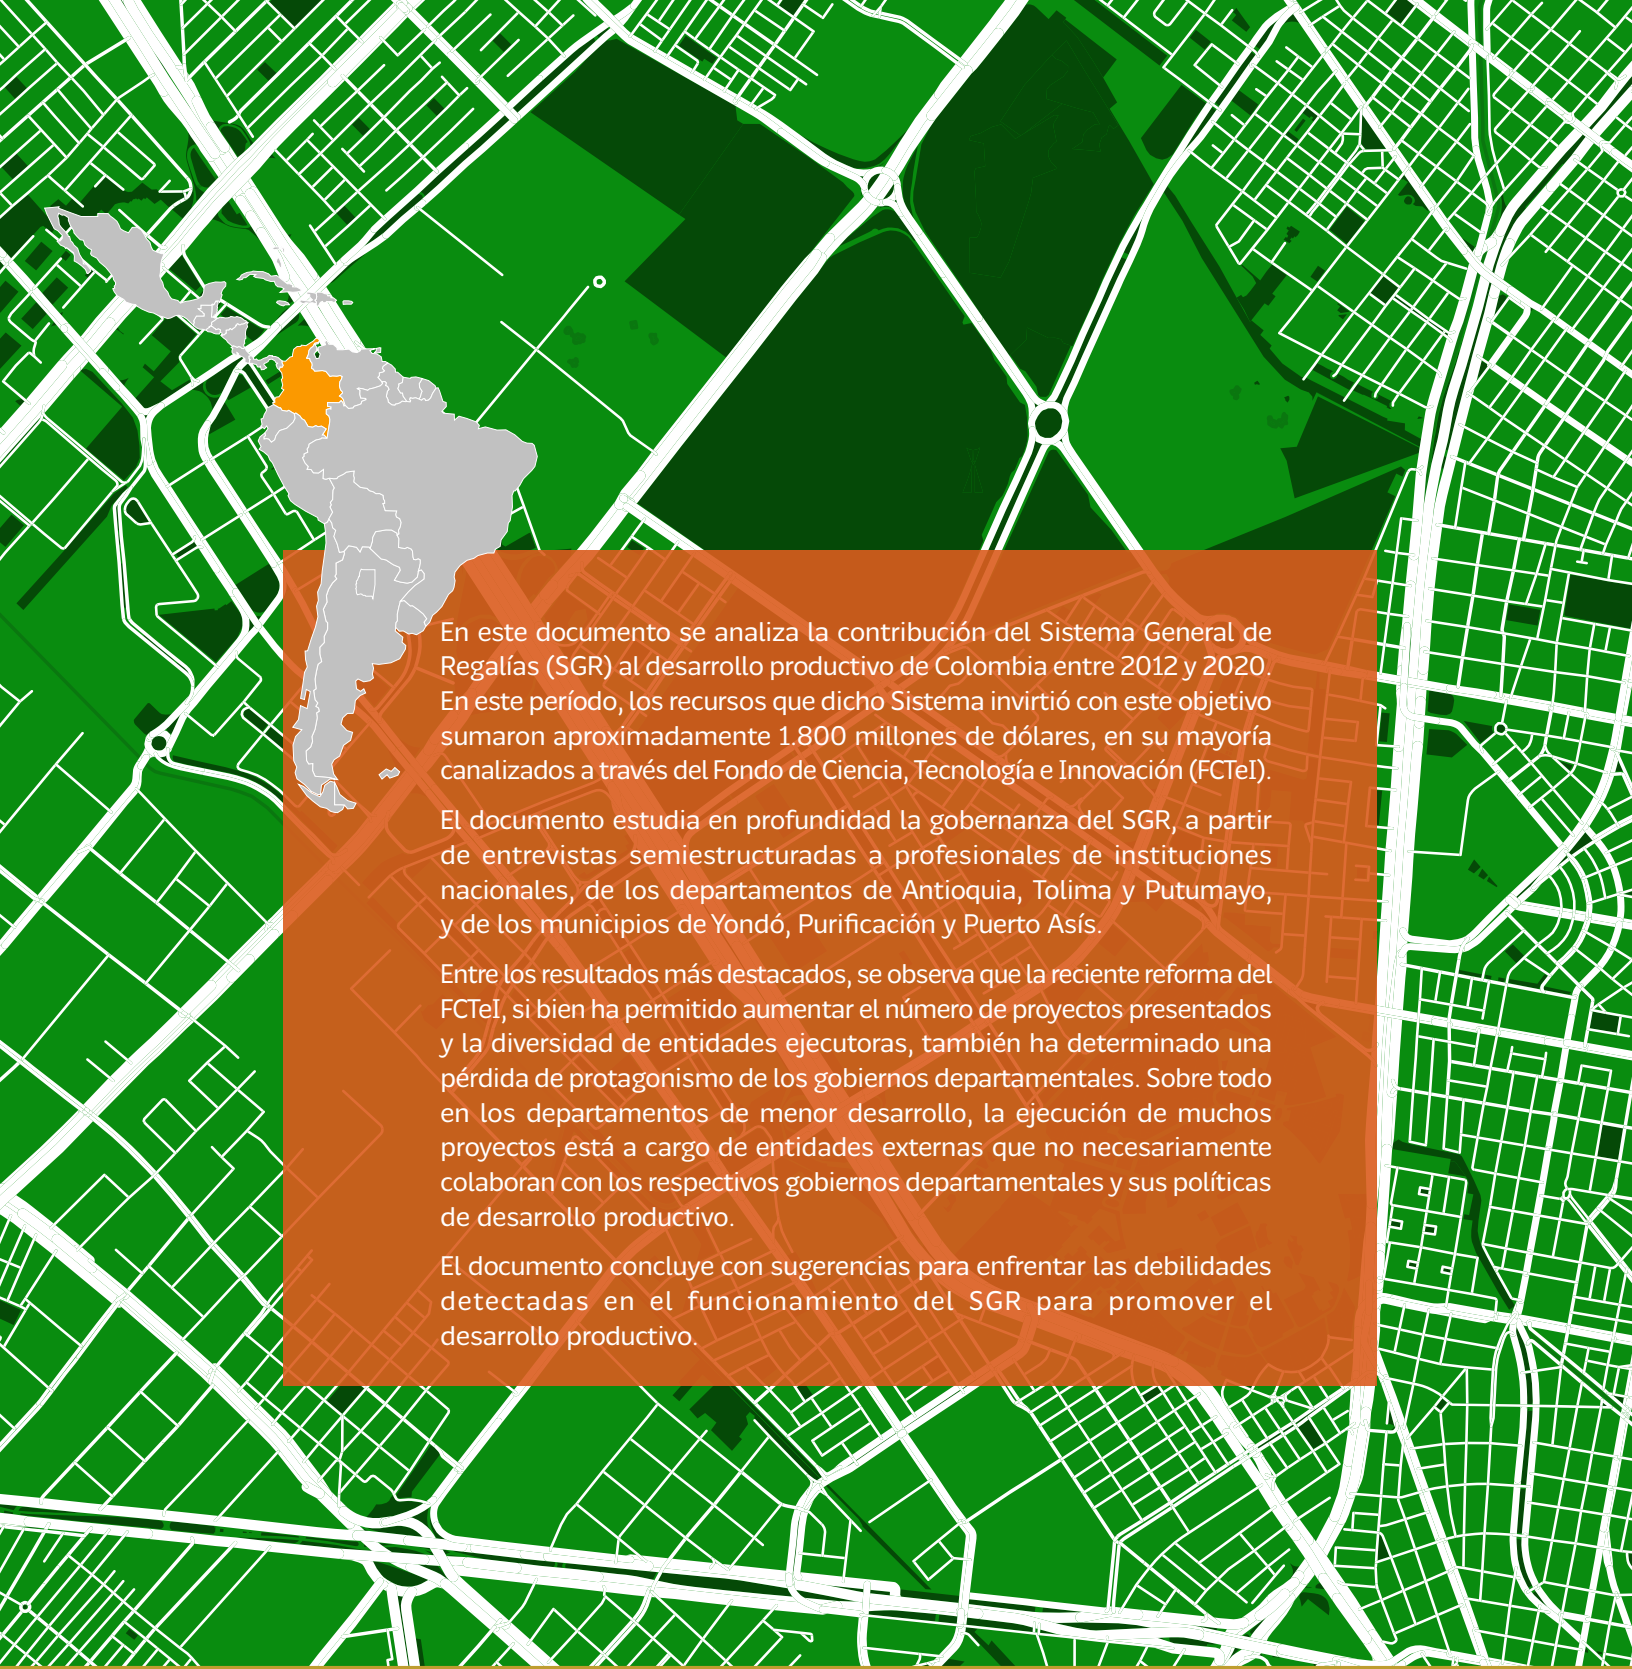 En este documento se analiza la contribución del Sistema General de
Regalías (SGR) al desarrollo productivo de Colombia entre 2012 y 2020.
En este período, los recursos que dicho Sistema invirtió con este objetivo
sumaron aproximadamente 1.800 millones de dólares, en su mayoría
canalizados a través del Fondo de Ciencia, Tecnología e Innovación (FCTeI).
El documento estudia en profundidad la gobernanza del SGR, a partir
de entrevistas semiestructuradas a profesionales de instituciones
nacionales, de los departamentos de Antioquia, Tolima y Putumayo,
y de los municipios de Yondó, Purificación y Puerto Asís.
Entre los resultados más destacados, se observa que la reciente reforma del
FCTeI, si bien ha permitido aumentar el número de proyectos presentados
y la diversidad de entidades ejecutoras, también ha determinado una
pérdida de protagonismo de los gobiernos departamentales. Sobre todo
en los departamentos de menor desarrollo, la ejecución de muchos
proyectos está a cargo de entidades externas que no necesariamente
colaboran con los respectivos gobiernos departamentales y sus políticas
de desarrollo productivo.
El documento concluye con sugerencias para enfrentar las debilidades
detectadas en el funcionamiento del SGR para promover el
desarrollo productivo.